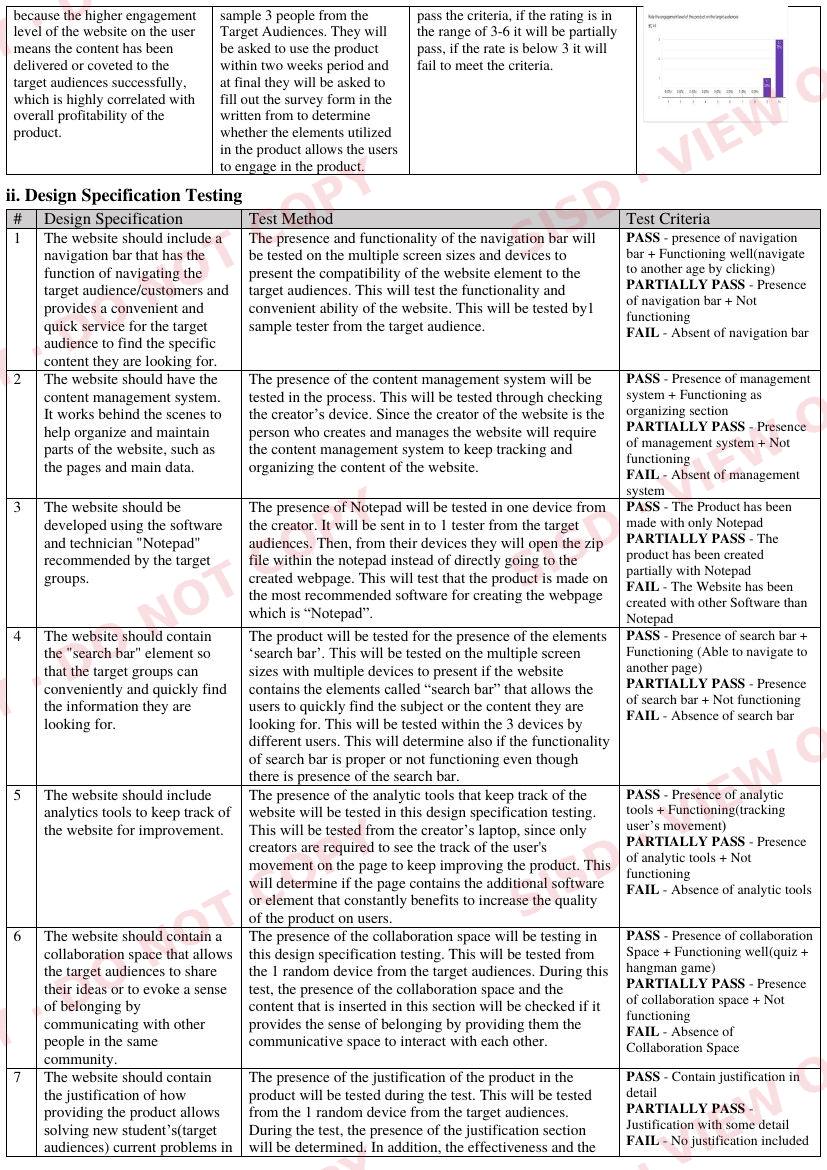 because the higher engagement
level of the website on the user
means the content has been
delivered or coveted to the
target audiences successfully,
which is highly correlated with
overall profitability of the
product.
sample 3 people from the
Target Audiences. They will
be asked to use the product
within two weeks period and
at final they will be asked to
fill out the survey form in the
written from to determine
whether the elements utilized
in the product allows the users
to engage in the product.
pass the criteria, if the rating is in
the range of 3-6 it will be partially
pass, if the rate is below 3 it will
fail to meet the criteria.
ii. Design Specification Testing
# Design Specification Test Method Test Criteria
1
The website should include a
navigation bar that has the
function of navigating the
target audience/customers and
provides a convenient and
quick service for the target
audience to find the specific
content they are looking for.
The presence and functionality of the navigation bar will
be tested on the multiple screen sizes and devices to
present the compatibility of the website element to the
target audiences. This will test the functionality and
convenient ability of the website. This will be tested by1
sample tester from the target audience.
PASS - presence of navigation
bar + Functioning well(navigate
to another age by clicking)
PARTIALLY PASS - Presence
of navigation bar + Not
functioning
FAIL - Absent of navigation bar
2
The website should have the
content management system.
It works behind the scenes to
help organize and maintain
parts of the website, such as
the pages and main data.
The presence of the content management system will be
tested in the process. This will be tested through checking
the creator's device. Since the creator of the website is the
person who creates and manages the website will require
the content management system to keep tracking and
organizing the content of the website.
PASS - Presence of management
system + Functioning as
organizing section
PARTIALLY PASS - Presence
of management system + Not
functioning
FAIL - Absent of management
system
3
The website should be
developed using the software
and technician "Notepad"
recommended by the target
groups.
The presence of Notepad will be tested in one device from
the creator. It will be sent in to 1 tester from the target
audiences. Then, from their devices they will open the zip
file within the notepad instead of directly going to the
created webpage. This will test that the product is made on
the most recommended software for creating the webpage
which is “Notepad”.
PASS - The Product has been
made with only Notepad
PARTIALLY PASS - The
product has been created
partially with Notepad
FAIL - The Website has been
created with other Software than
Notepad
4
The website should contain
the "search bar" element so
that the target groups can
conveniently and quickly find
the information they are
looking for.
The product will be tested for the presence of the elements
‘search bar’. This will be tested on the multiple screen
sizes with multiple devices to present if the website
contains the elements called “search bar” that allows the
users to quickly find the subject or the content they are
looking for. This will be tested within the 3 devices by
different users. This will determine also if the functionality
of search bar is proper or not functioning even though
there is presence of the search bar.
PASS - Presence of search bar +
Functioning (Able to navigate to
another page)
PARTIALLY PASS - Presence
of search bar + Not functioning
FAIL - Absence of search bar
5
The website should include
analytics tools to keep track of
the website for improvement.
The presence of the analytic tools that keep track of the
website will be tested in this design specification testing.
This will be tested from the creator's laptop, since only
creators are required to see the track of the user's
movement on the page to keep improving the product. This
will determine if the page contains the additional software
or element that constantly benefits to increase the quality
of the product on users.
PASS - Presence of analytic
tools + Functioning(tracking
user’s movement)
PARTIALLY PASS - Presence
of analytic tools + Not
functioning
FAIL - Absence of analytic tools
6
The website should contain a
collaboration space that allows
the target audiences to share
their ideas or to evoke a sense
of belonging by
communicating with other
people in the same
community.
The presence of the collaboration space will be testing in
this design specification testing. This will be tested from
the 1 random device from the target audiences. During this
test, the presence of the collaboration space and the
content that is inserted in this section will be checked if it
provides the sense of belonging by providing them the
communicative space to interact with each other.
PASS - Presence of collaboration
Space + Functioning well(quiz +
hangman game)
PARTIALLY PASS - Presence
of collaboration space + Not
functioning
FAIL - Absence of
Collaboration Space
7
The website should contain
the justification of how
providing the product allows
solving new student’s(target
audiences) current problems in
The presence of the justification of the product in the
product will be tested during the test. This will be tested
from the 1 random device from the target audiences.
During the test, the presence of the justification section
will be determined. In addition, the effectiveness and the
PASS - Contain justification in
detail
PARTIALLY PASS -
Justification with some detail
FAIL - No justification included